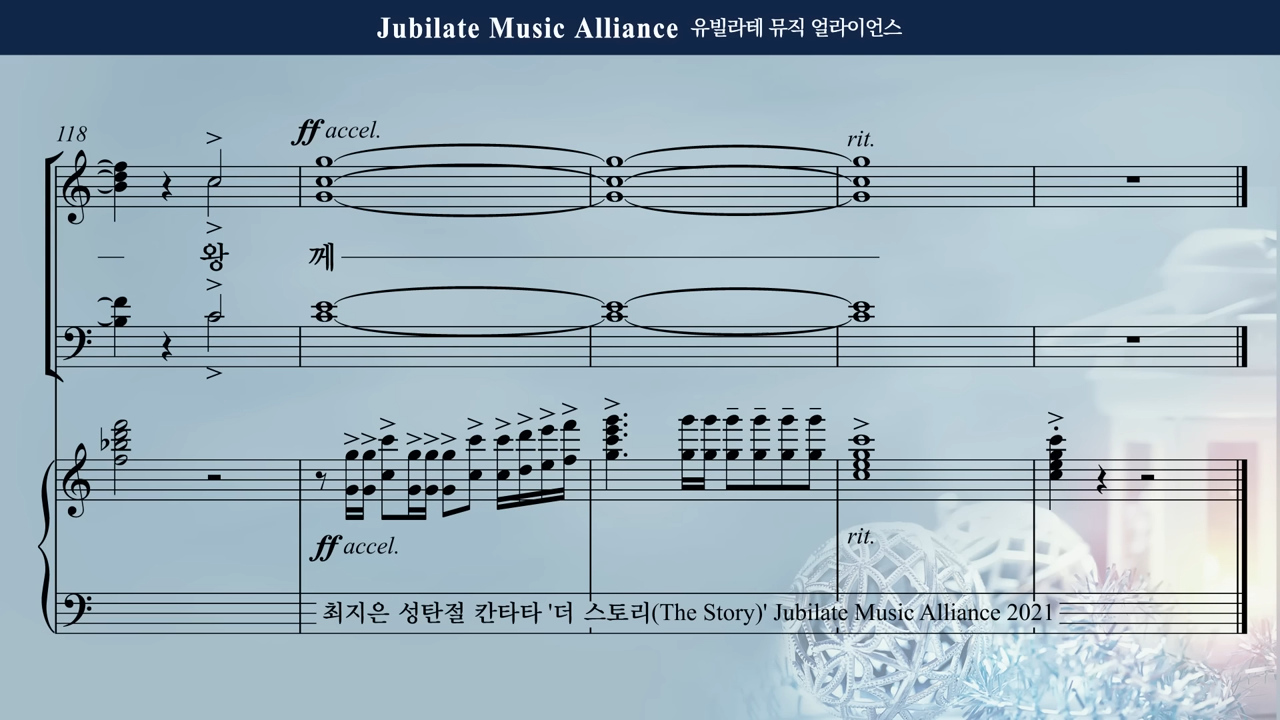 Jubilate Music Alliance 유빌라테 뮤직 얼라이언스
118
ff accel.
rit.
왕 께
ff accel.
rit.
최지은 성탄절 칸타타 '더 스토리(The Story)' Jubilate Music Alliance 2021